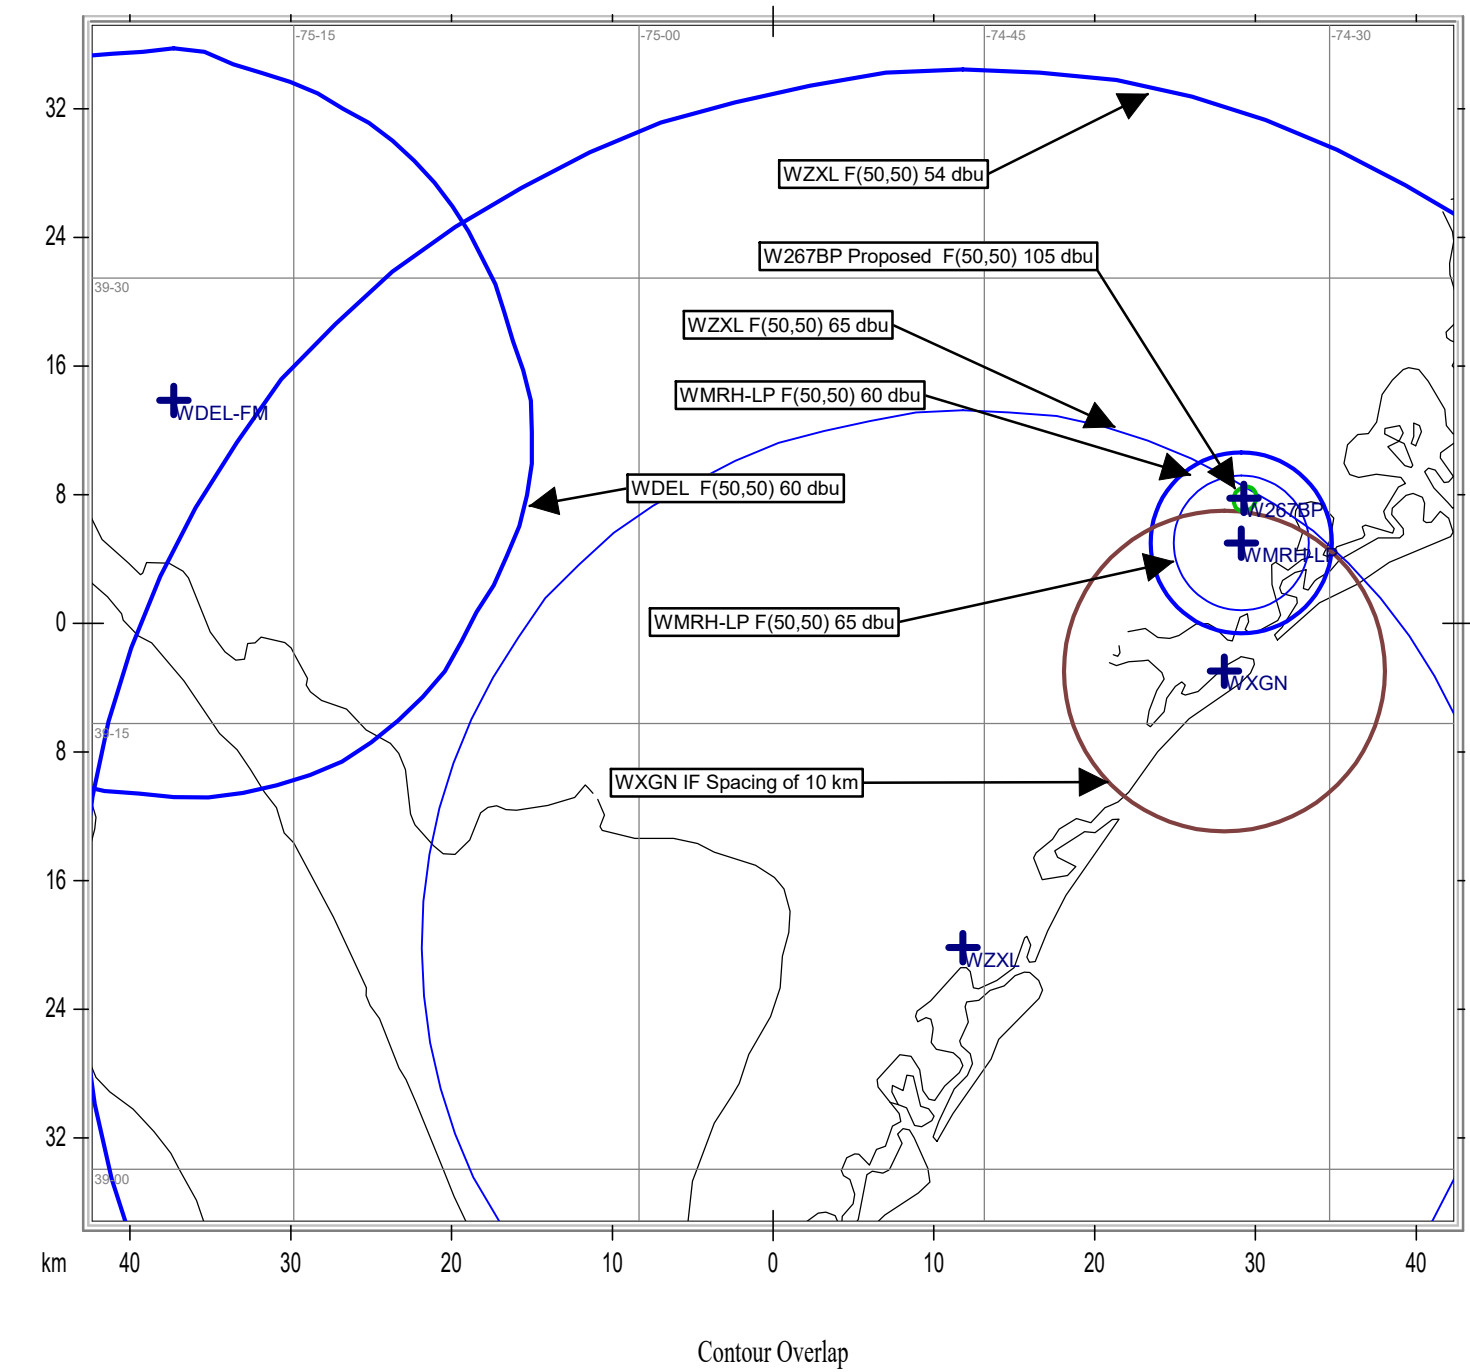 -75-15
-75-00
-74-45
-74-30
32
WZXL F(50,50) 54 dbu
24
W267BP Proposed  F(50,50) 105 dbu
39-30
WZXL F(50,50) 65 dbu
16
WMRH-LP F(50,50) 60 dbu
WDEL-FM
8
WDEL  F(50,50) 60 dbu
W267BP
WMRH-LP
0
WMRH-LP F(50,50) 65 dbu
WXGN
39-15
8
WXGN IF Spacing of 10 km
16
WZXL
24
32
39-00
km 40 30 20 10 0 10 20 30 40
Contour Overlap